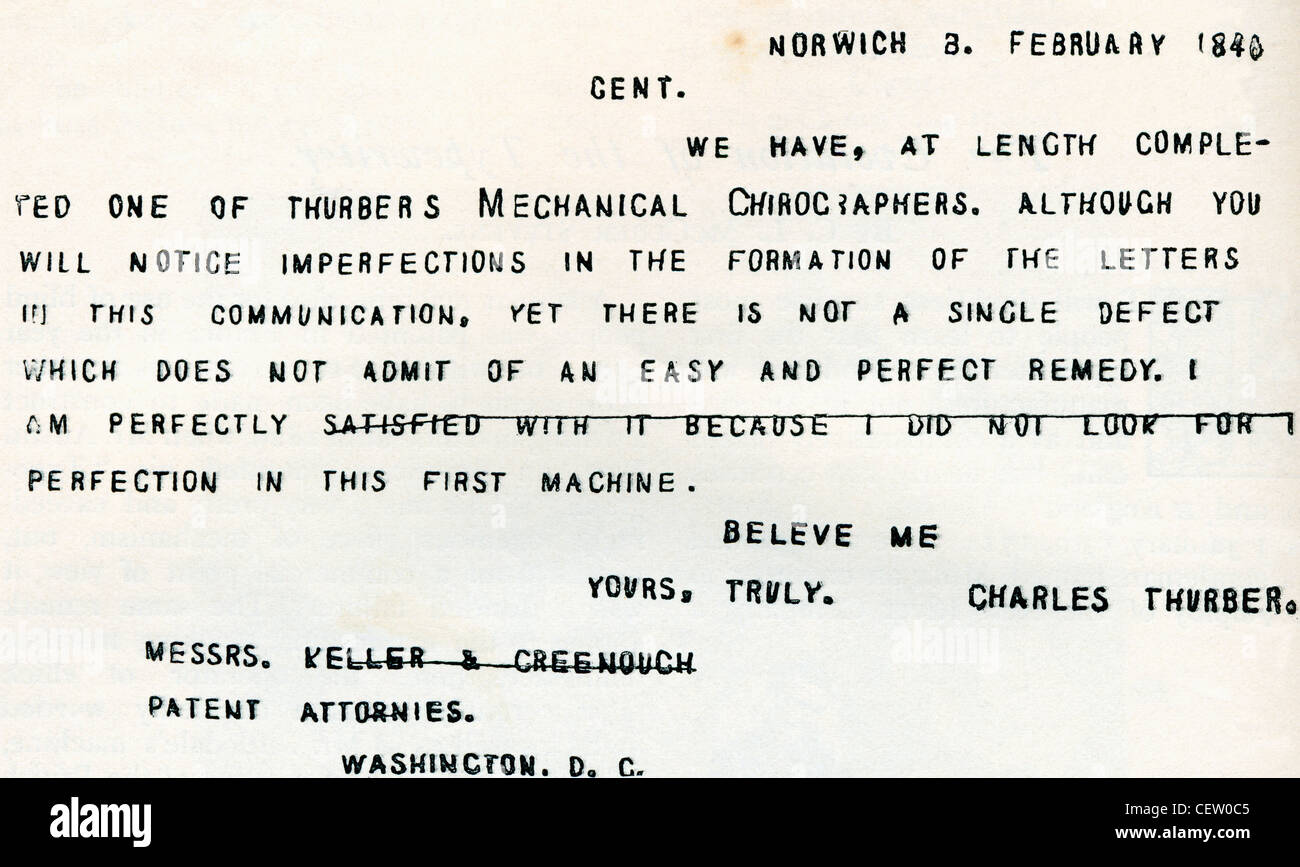 NORWICH 3. FEBRUARY 1846
GENT.
WE HAVE, AT LENGTH COMPLE-
TED ONE OF THURBERS MECHANICAL CHIROGRAPHERS. ALTHOUGH YOU
WILL NOTICE IMPERFECTIONS IN THE FORMATION OF THE LETTERS
IN THIS COMMUNICATION, YET THERE IS NOT A SINGLE DEFECT
WHICH DOES NOT ADMIT OF AN EASY AND PERFECT REMEDY. I
AM PERFECTLY SATISFIED WITH IT BECAUSE I DID NOT LOOK FOR
PERFECTION IN THIS FIRST MACHINE.
BELEVE ME
YOURS, TRULY. CHARLES THURBER.
MESSRS. KELLER & GREENOUGH
PATENT ATTORNIES.
WASHINGTON. D. C.
alamy
Image ID: CEW0C5
www.alamy.com